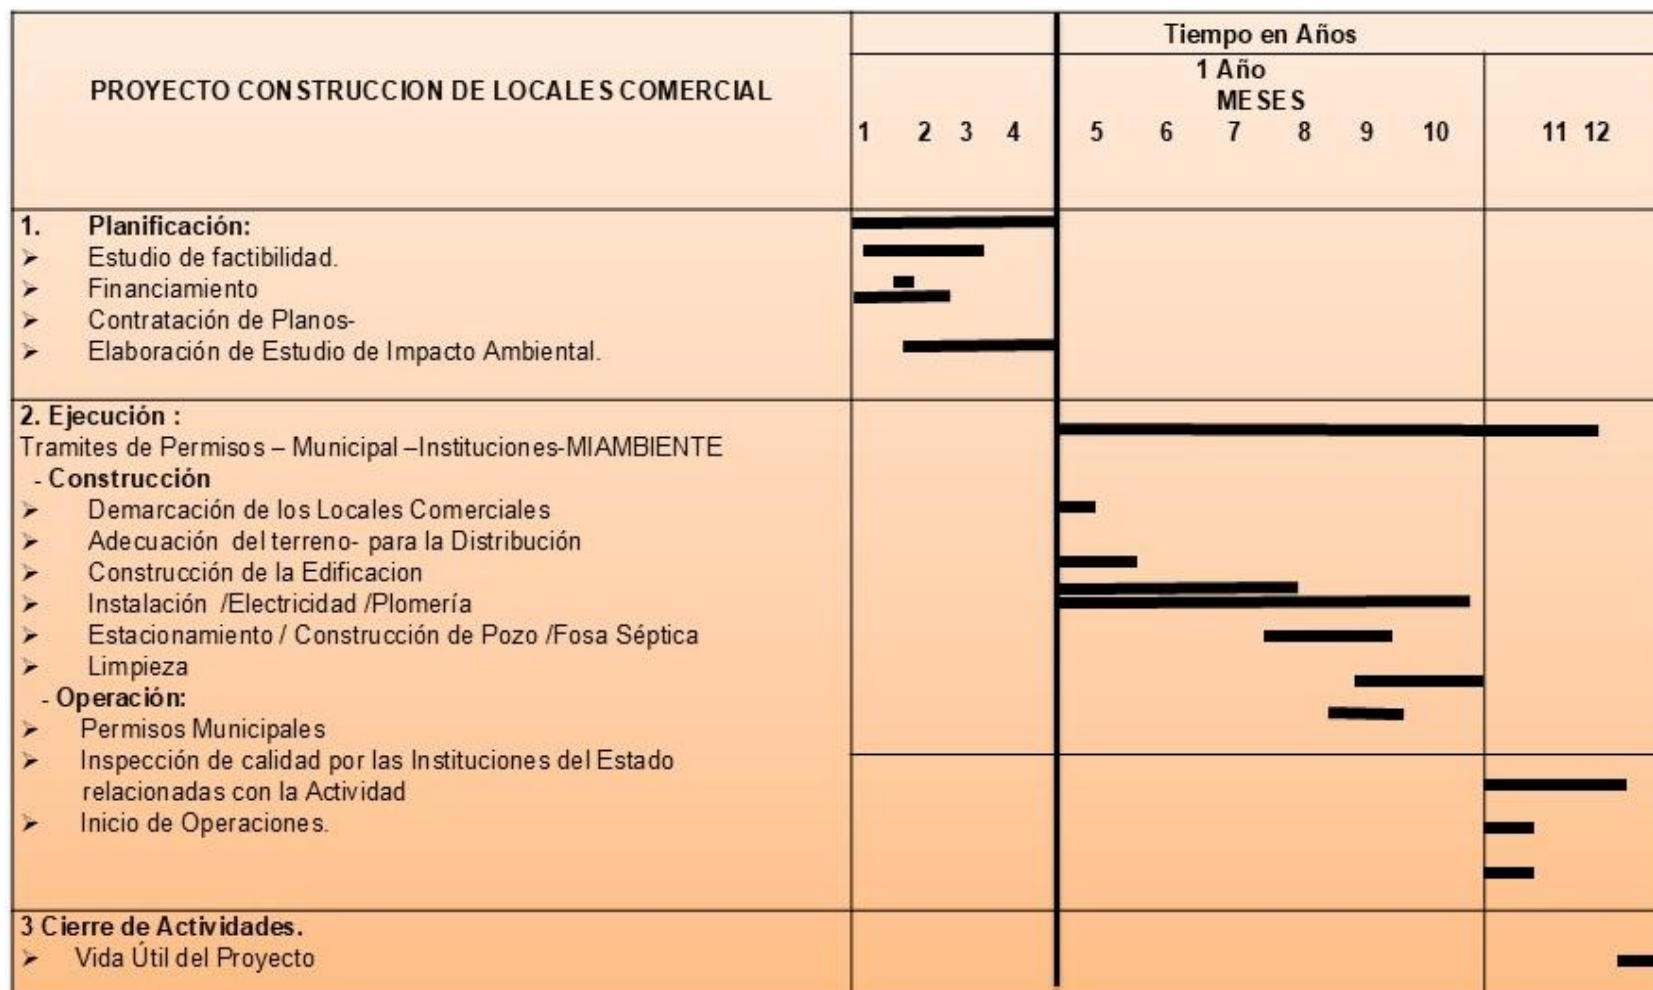 Tiempo en Años
PROYECTO CONSTRUCCION DE LOCALES COMERCIAL
1 Año
MESES
1 2 3 4 5 6 7 8 9 10 11 12
1. Planificación:
➢ Estudio de factibilidad.
➢ Financiamiento
➢ Contratación de Planos-
➢ Elaboración de Estudio de Impacto Ambiental.
2. Ejecución :
Tramites de Permisos – Municipal –Instituciones-MIAMBIENTE
- Construcción
➢ Demarcación de los Locales Comerciales
➢ Adecuación del terreno- para la Distribución
➢ Construcción de la Edificacion
➢ Instalación /Electricidad /Plomería
➢ Estacionamiento / Construcción de Pozo /Fosa Séptica
➢ Limpieza
- Operación:
➢ Permisos Municipales
➢ Inspección de calidad por las Instituciones del Estado
relacionadas con la Actividad
➢ Inicio de Operaciones.
3 Cierre de Actividades.
➢ Vida Útil del Proyecto